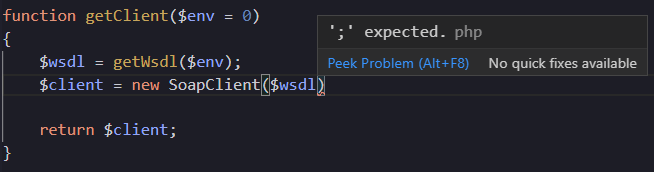 function getClient($env = 0)
{
$wsdl = getWsdl($env);
$client = new SoapClient($wsdl)
return $client;
}
';' expected. php
Peek Problem (Alt+F8) No quick fixes available